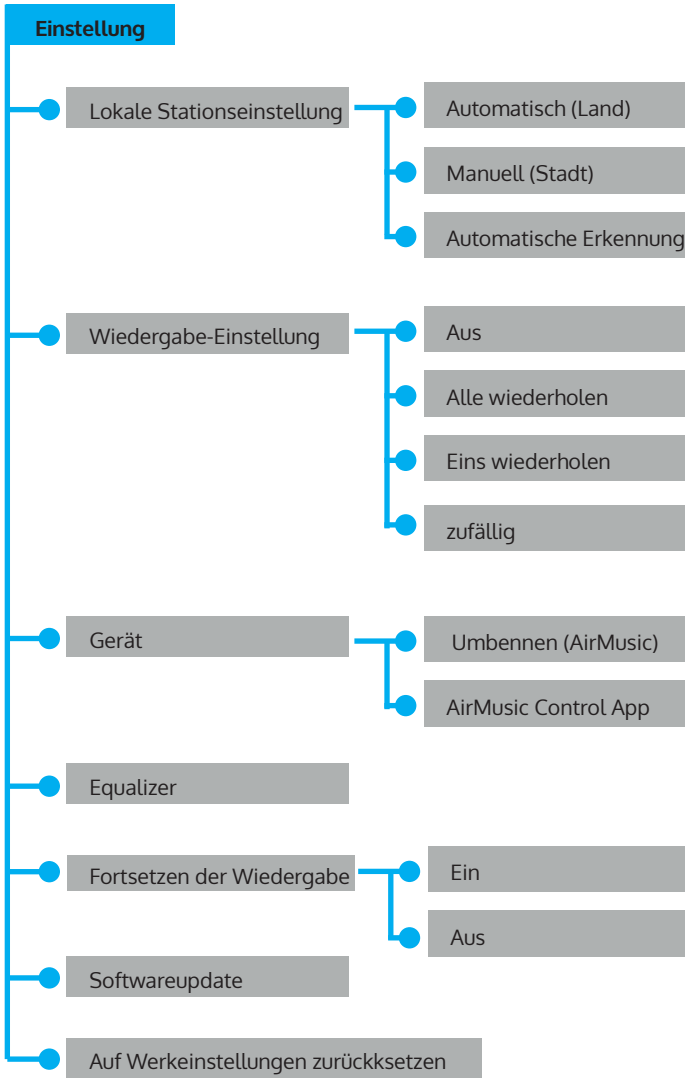 Einstellung
Lokale Stationseinstellung
Automatisch (Land)
Manuell (Stadt)
Automatische Erkennung
Wiedergabe-Einstellung
Aus
Alle wiederholen
Eins wiederholen
zufällig
Gerät
Umbennen (AirMusic)
AirMusic Control App
Equalizer
Fortsetzen der Wiedergabe
Ein
Aus
Softwareupdate
Auf Werkeinstellungen zurückksetzen